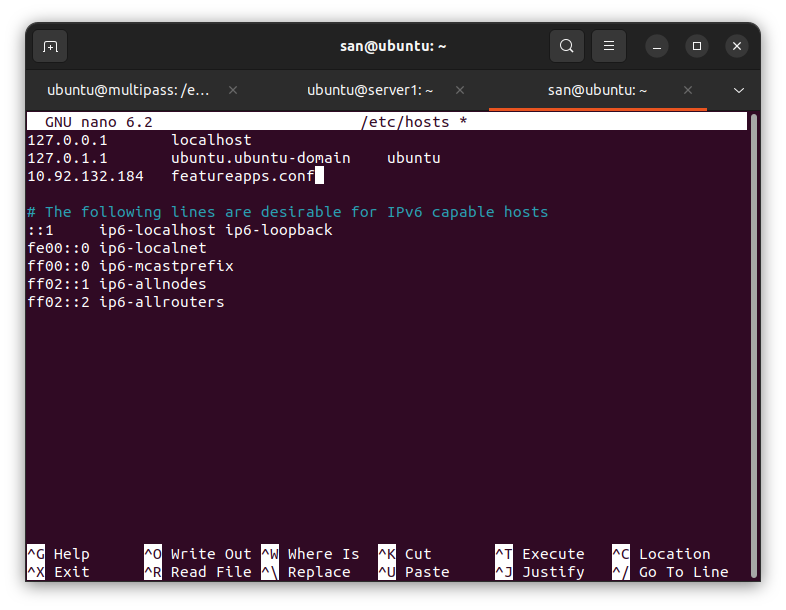 san@ubuntu: ~
ubuntu@multipass: /e... ubuntu@server1: ~ san@ubuntu: ~
GNU nano 6.2 /etc/hosts *
127.0.0.1 localhost
127.0.1.1 ubuntu.ubuntu-domain ubuntu
10.92.132.184 featureapps.conf
# The following lines are desirable for IPv6 capable hosts
::1 ip6-localhost ip6-loopback
fe00::0 ip6-localnet
ff00::0 ip6-mcastprefix
ff02::1 ip6-allnodes
ff02::2 ip6-allrouters
^G Help ^O Write Out ^W Where Is ^K Cut ^T Execute ^C Location
^X Exit ^R Read File ^\ Replace ^U Paste ^J Justify ^/ Go To Line